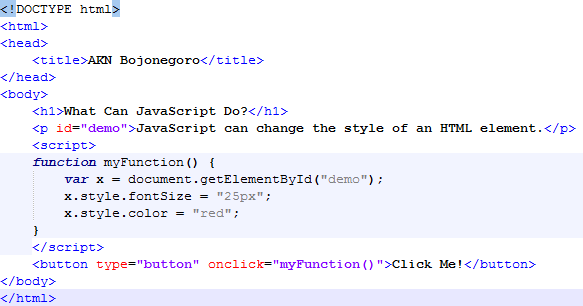 <!DOCTYPE html>
<html>
<head>
    <title>AKN Bojonegoro</title>
</head>
<body>
    <h1>What Can JavaScript Do?</h1>
    <p id="demo">JavaScript can change the style of an HTML element.</p>
    <script>
    function myFunction() {
        var x = document.getElementById("demo");
        x.style.fontSize = "25px";
        x.style.color = "red";
    }
    </script>
    <button type="button" onclick="myFunction()">Click Me!</button>
</body>
</html>